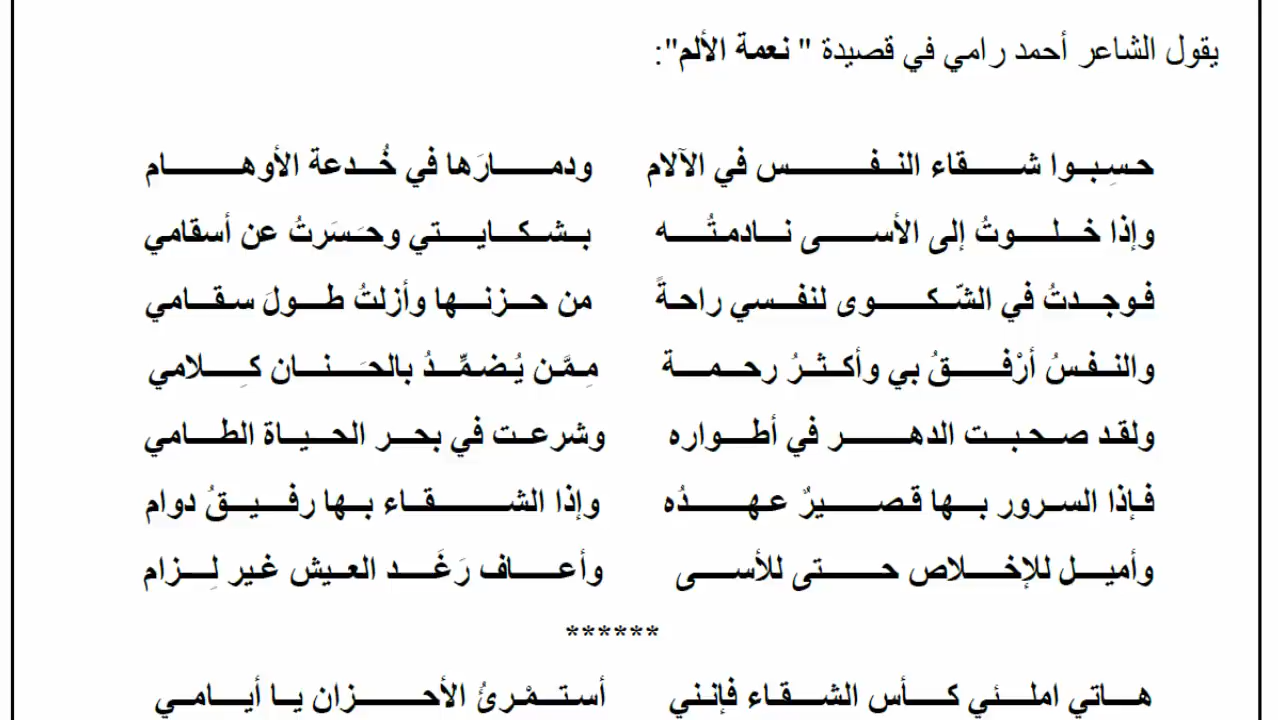 يقول الشاعر أحمد رامي في قصيدة " نعمة الألم":
حسِبوا شقاء النفس في الآلام ودمارَها في خُدعة الأوهام
وإذا خلوتُ إلى الأسى نادمتُه بشكايتي وحَسَرتُ عن أسقامي
فوجدتُ في الشّكوى لنفسي راحةً من حزنها وأزلتُ طولَ سقامي
والنفسُ أرْفقُ بي وأكثرُ رحمة مِمَّن يُضمِّدُ بالحَنان كِلامي
ولقد صحبت الدهر في أطواره وشرعت في بحر الحياة الطامي
فإذا السرور بها قصيرٌ عهدُه وإذا الشقاء بها رفيقُ دوام
وأميل للإخلاص حتى للأسى وأعاف رَغَد العيش غير لِزام
******
هاتي املئي كأس الشقاء فإنني أستمْرئُ الأحزان يا أيامي